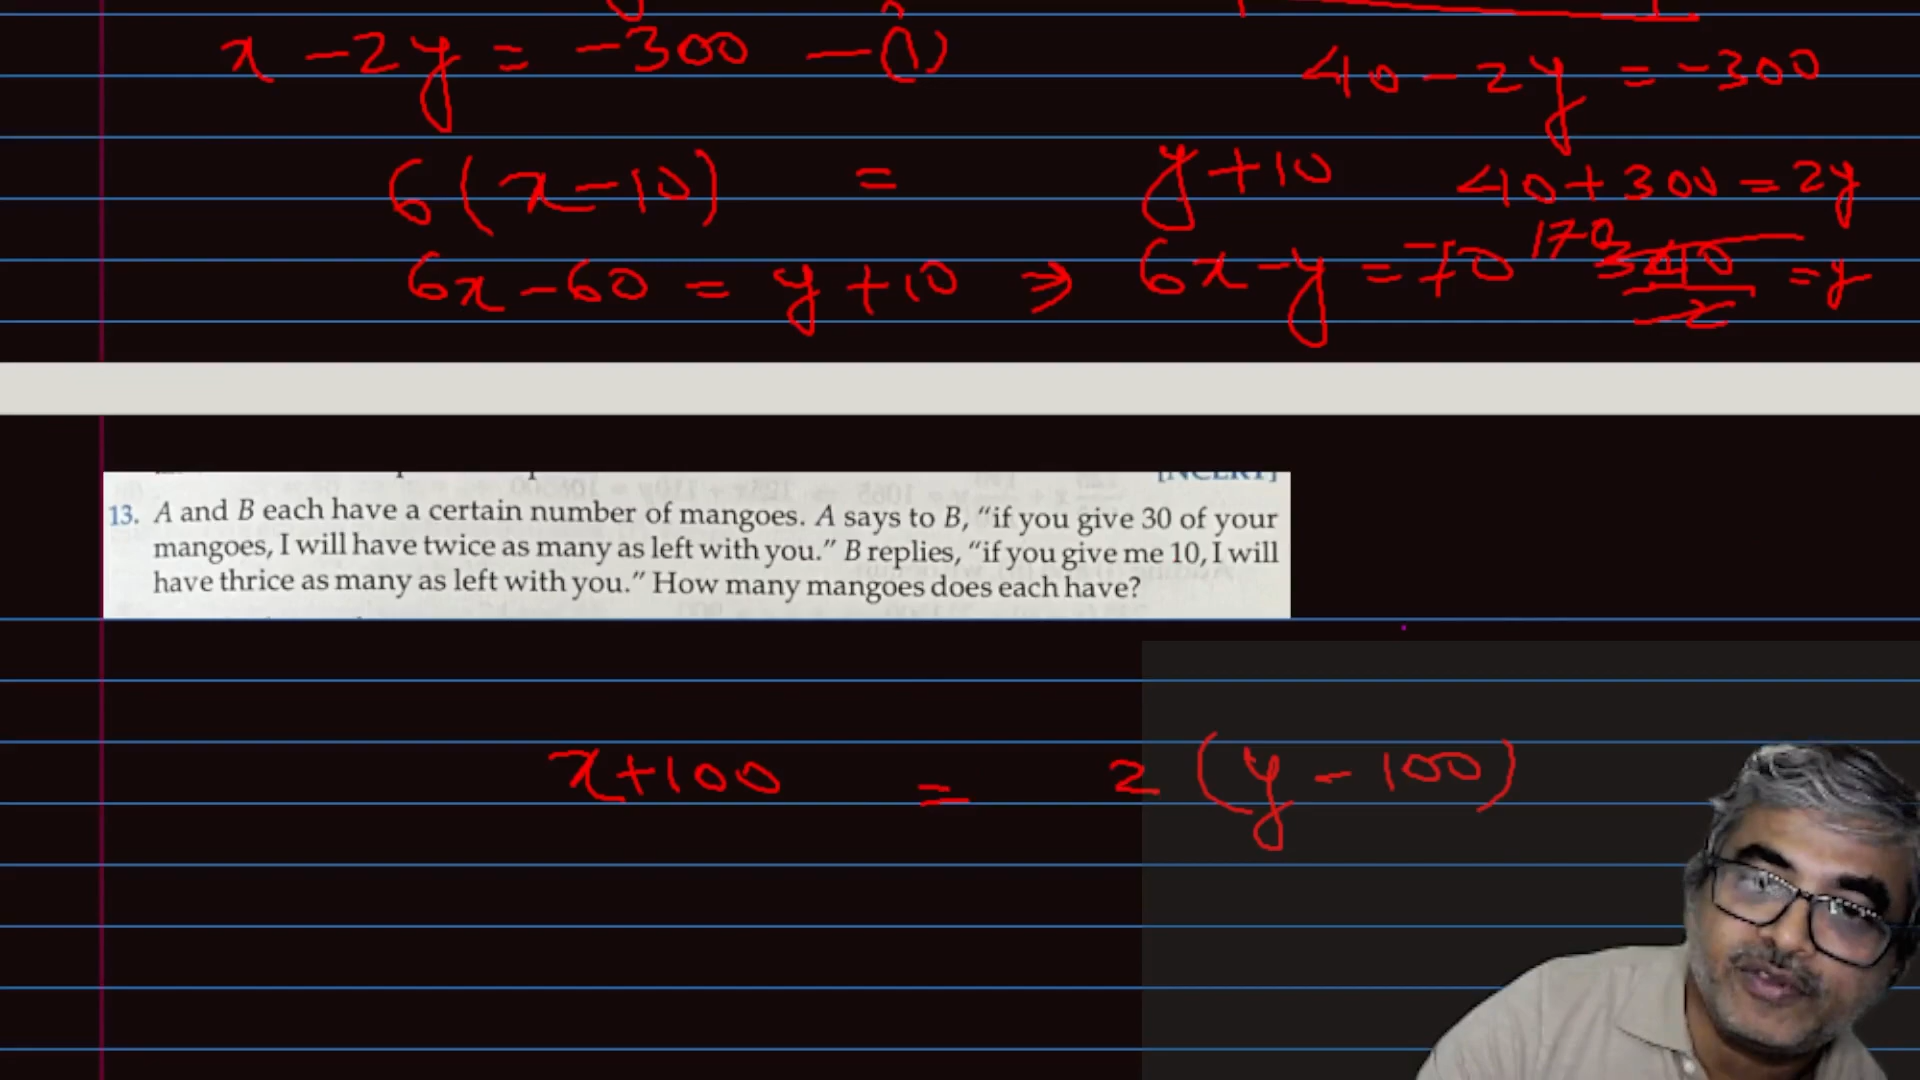 x - 2y = -300 - (1)
40 - 2y = -300
6(x - 10) = y + 10
40 + 300 = 2y
6x - 60 = y + 10 ⇒ 6x - y = 70
170 340/2 = y
[NCERT]
13. A and B each have a certain number of mangoes. A says to B, “if you give 30 of your
mangoes, I will have twice as many as left with you.” B replies, “if you give me 10, I will
have thrice as many as left with you.” How many mangoes does each have?
x + 100 = 2 (y - 100)